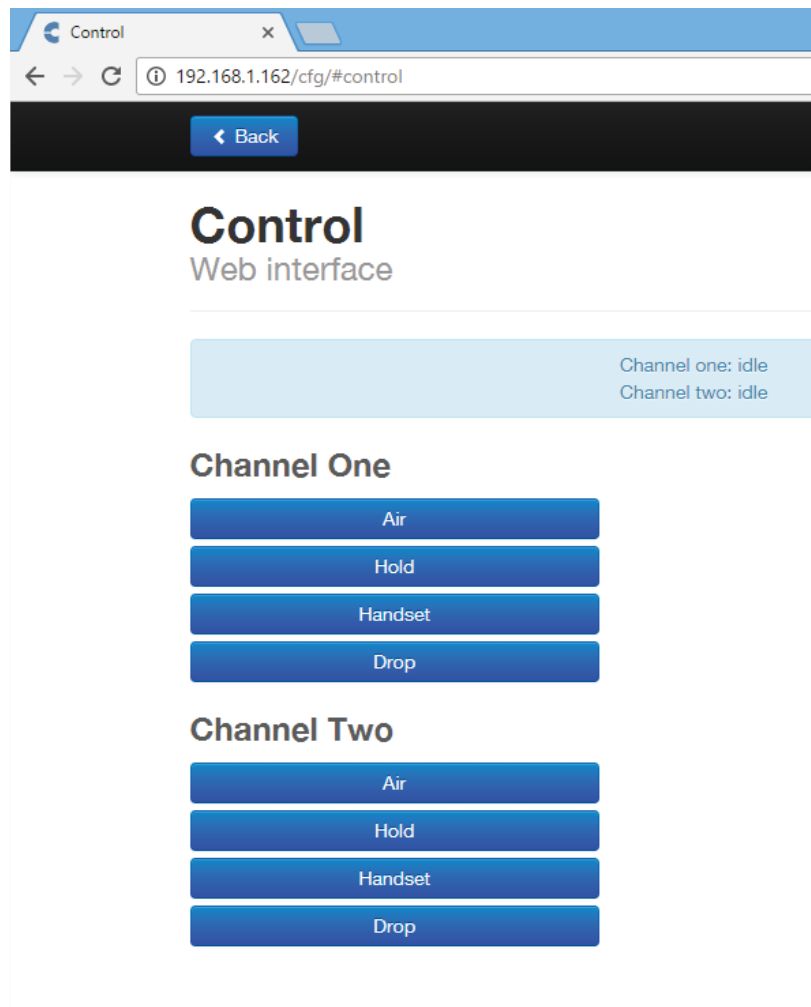 Control
192.168.1.162/cfg/#control
Back
Control
Web interface
Channel one: idle
Channel two: idle
Channel One
Air
Hold
Handset
Drop
Channel Two
Air
Hold
Handset
Drop